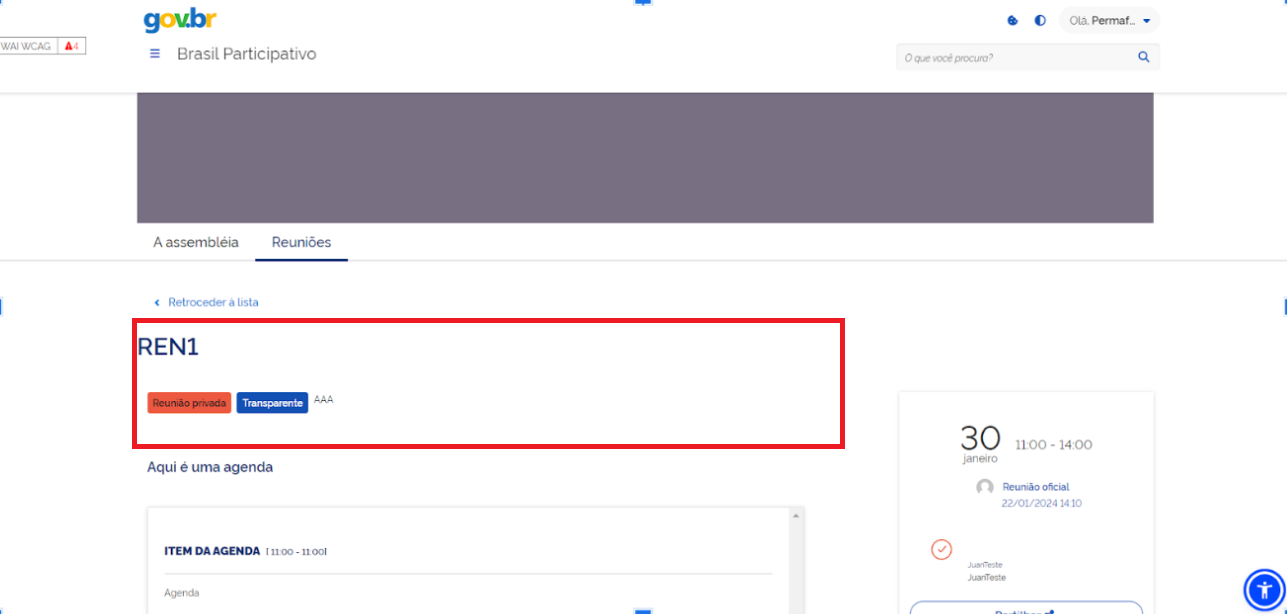 gov.br
Olá, Permaf...
WAI WCAG 4
Brasil Participativo
O que você procura?
A assembléia Reuniões
Retroceder à lista
REN1
Reunião privada Transparente AAA
30 11:00 - 14:00
janeiro
Aqui é uma agenda
Reunião oficial
22/01/2024 14:10
ITEM DA AGENDA [ 11:00 - 11:00]
JuanTeste
JuanTeste
Agenda